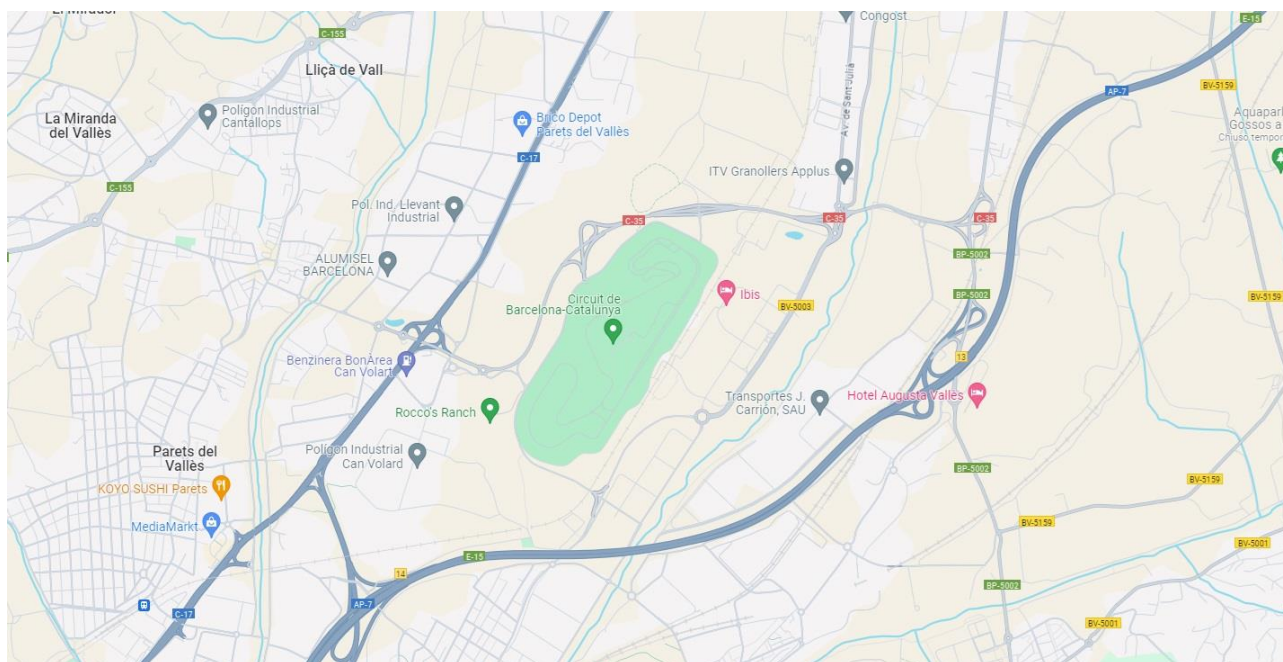 El Mirador
C-155
Lliçà de Vall
Congost
E-15
BV-5159
AP-7
La Miranda
del Vallès
Polígon Industrial
Cantallops
Brico Depot
Parets del Vallès
C-17
Av. de Sant Julià
Aquapark
Gossos a
Chiuso tempor
ITV Granollers Applus
C-155
Pol. Ind. Llevant
Industrial
C-35
C-35
C-35
ALUMISEL
BARCELONA
BP-5002
Circuit de
Barcelona-Catalunya
Ibis
BV-5003
BP-5002
BV-5159
Benzinera BonÀrea
Can Volart
13
Rocco's Ranch
Transportes J.
Carrión, SAU
Hotel Augusta Vallès
Parets del
Vallès
Polígon Industrial
Can Volard
KOYO SUSHI Parets
BP-5002
BV-5159
MediaMarkt
BV-5159
BV-5001
E-15
14
BP-5002
AP-7
C-17
BV-5001